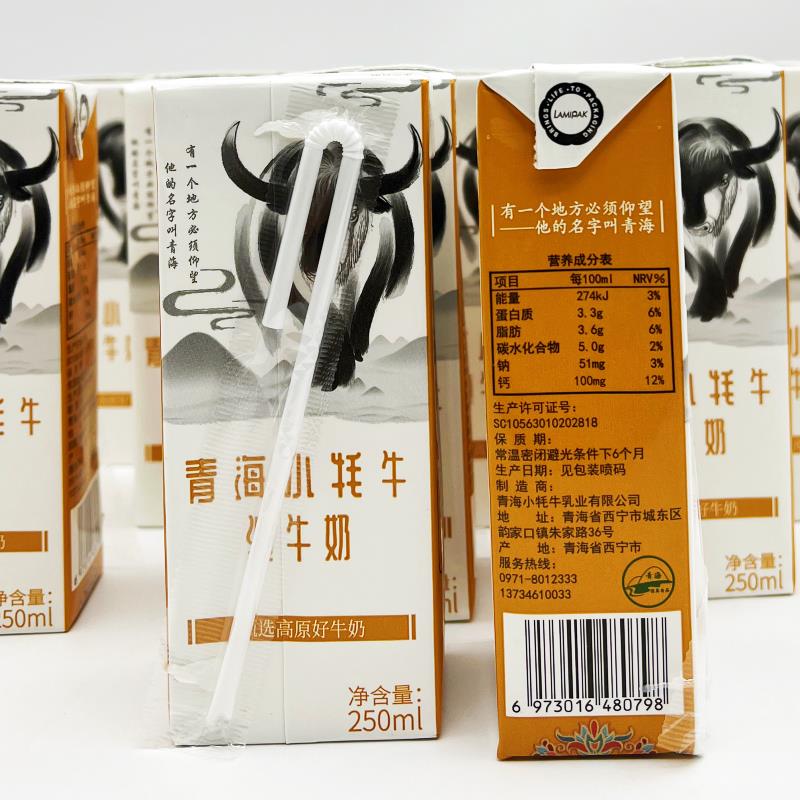 有一个地方必须仰望
他的名字叫青海
青海小牦牛
牛奶
选高原好牛奶
净含量:
250ml
BRINGS·LIFE·TO·PACKAGING
LAMIPAK
有一个地方必须仰望
——他的名字叫青海
营养成分表
项目 每100ml NRV%
能量 274kJ 3%
蛋白质 3.3g 6%
脂肪 3.6g 6%
碳水化合物 5.0g 2%
钠 51mg 3%
钙 100mg 12%
生产许可证号:
SC10563010202818
保 质 期:
常温密闭避光条件下6个月
生产日期: 见包装喷码
制 造 商:
青海小牦牛乳业有限公司
地 址: 青海省西宁市城东区
韵家口镇朱家路36号
产 地: 青海省西宁市
服务热线:
0971-8012333
13734610033
青海
6 973016 480798
牛
奶
净含量:
250ml
小牦牛
奶
好牛奶
净含量:
250ml